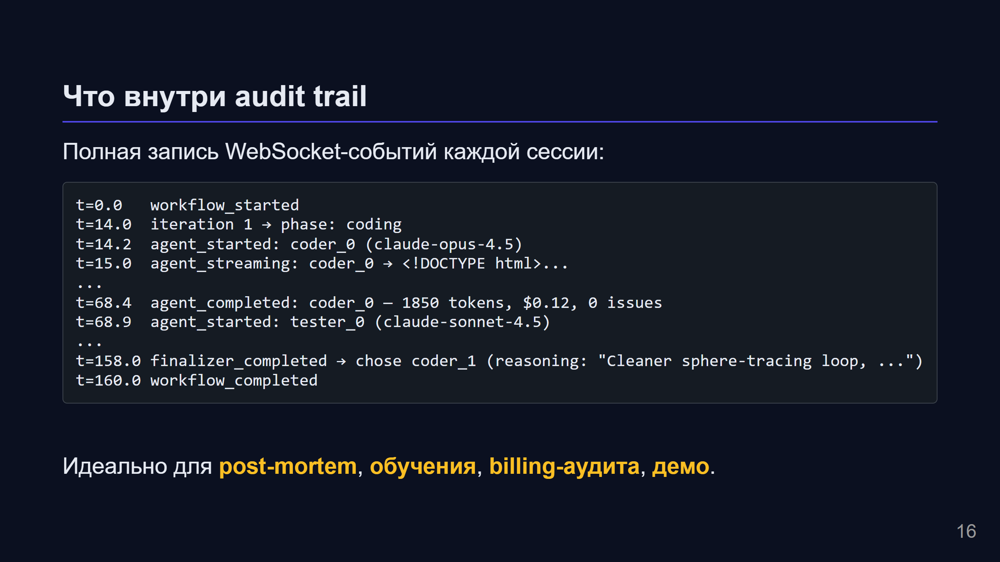 Что внутри audit trail
Полная запись WebSocket-событий каждой сессии:
t=0.0   workflow_started
t=14.0  iteration 1 → phase: coding
t=14.2  agent_started: coder_0 (claude-opus-4.5)
t=15.0  agent_streaming: coder_0 → <!DOCTYPE html>...
...
t=68.4  agent_completed: coder_0 — 1850 tokens, $0.12, 0 issues
t=68.9  agent_started: tester_0 (claude-sonnet-4.5)
...
t=158.0 finalizer_completed → chose coder_1 (reasoning: "Cleaner sphere-tracing loop, ...")
t=160.0 workflow_completed
Идеально для post-mortem, обучения, billing-аудита, демо.
16